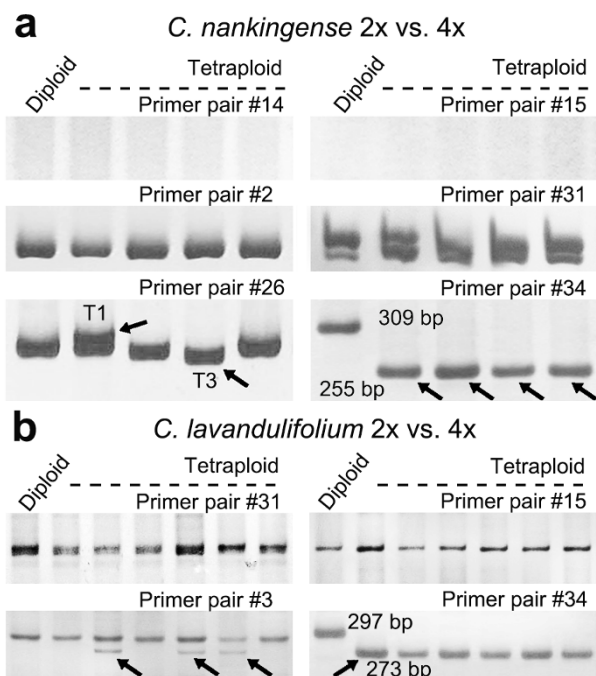 a
C. nankingense 2x vs. 4x
Diploid
Tetraploid
Primer pair #14
Primer pair #2
Primer pair #26
T1
T3
Diploid
Tetraploid
Primer pair #15
Primer pair #31
Primer pair #34
309 bp
255 bp
b
C. lavandulifolium 2x vs. 4x
Diploid
Tetraploid
Primer pair #31
Primer pair #3
Diploid
Tetraploid
Primer pair #15
Primer pair #34
297 bp
273 bp